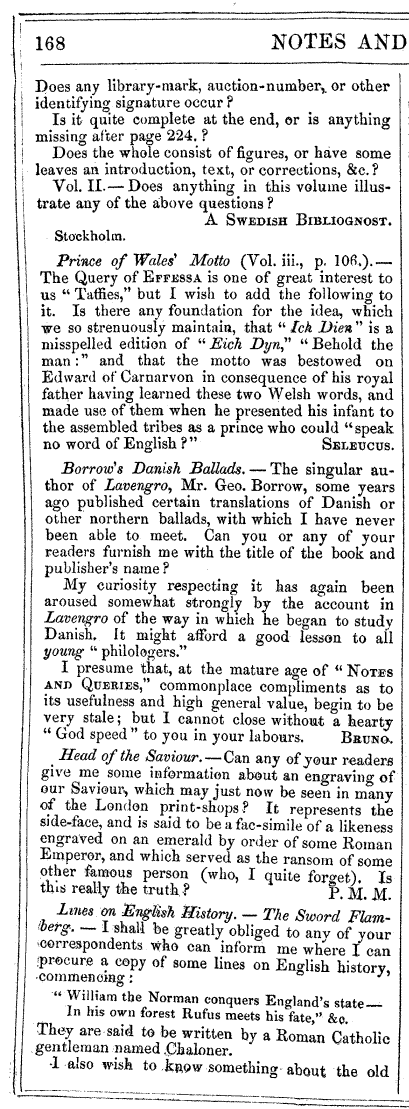 168 NOTES AND
Does any library-mark, auction-number, or other
identifying signature occur?
Is it quite complete at the end, or is anything
missing after page 224. ?
Does the whole consist of figures, or have some
leaves an introduction, text, or corrections, &c. ?
Vol. II.— Does anything in this volume illus-
trate any of the above questions ?
A SWEDISH BIBLIOGNOST.
Stockholm.
Prince of Wales' Motto (Vol. iii., p. 106.).—
The Query of EFFESSA is one of great interest to
us "Taffies," but I wish to add the following to
it. Is there any foundation for the idea, which
we so strenuously maintain, that "Ich Dien" is a
misspelled edition of "Eich Dyn," "Behold the
man:" and that the motto was bestowed on
Edward of Carnarvon in consequence of his royal
father having learned these two Welsh words, and
made use of them when he presented his infant to
the assembled tribes as a prince who could "speak
no word of English?" SELEUCUS.
Borrow's Danish Ballads. — The singular au-
thor of Lavengro, Mr. Geo. Borrow, some years
ago published certain translations of Danish or
other northern ballads, with which I have never
been able to meet. Can you or any of your
readers furnish me with the title of the book and
publisher's name?
My curiosity respecting it has again been
aroused somewhat strongly by the account in
Lavengro of the way in which he began to study
Danish. It might afford a good lesson to all
young "philologers."
I presume that, at the mature age of "NOTES
AND QUERIES," commonplace compliments as to
its usefulness and high general value, begin to be
very stale; but I cannot close without a hearty
"God speed" to you in your labours. BRUNO.
Head of the Saviour. — Can any of your readers
give me some information about an engraving of
our Saviour, which may just now be seen in many
of the London print-shops? It represents the
side-face, and is said to be a fac-simile of a likeness
engraved on an emerald by order of some Roman
Emperor, and which served as the ransom of some
other famous person (who, I quite forget). Is
this really the truth? P. M. M.
Lines on English History. — The Sword Flam-
berg. — I shall be greatly obliged to any of your
correspondents who can inform me where I can
procure a copy of some lines on English history,
commencing:
"William the Norman conquers England's state—
In his own forest Rufus meets his fate," &c.
They are said to be written by a Roman Catholic
gentleman named Chaloner.
I also wish to know something about the old